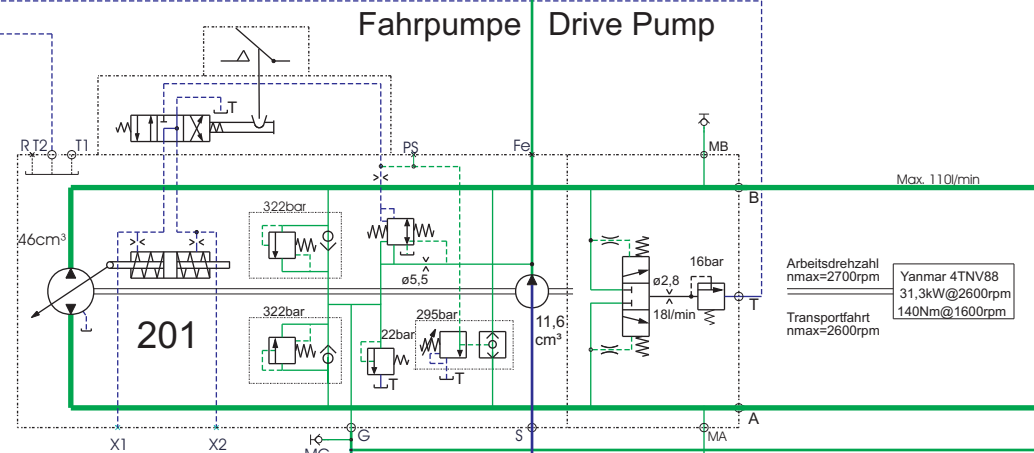 Fahrpumpe Drive Pump
T
R T2 T1
PS
Fe
MB
B
Max. 110l/min
322bar
46cm³
ø5,5
ø2,8
16bar
18l/min
T
Arbeitsdrehzahl
nmax=2700rpm
Transportfahrt
nmax=2600rpm
Yanmar 4TNV88
31,3kW@2600rpm
140Nm@1600rpm
201
322bar
22bar
295bar
11,6
cm³
T
T
A
X1
X2
G
S
MA